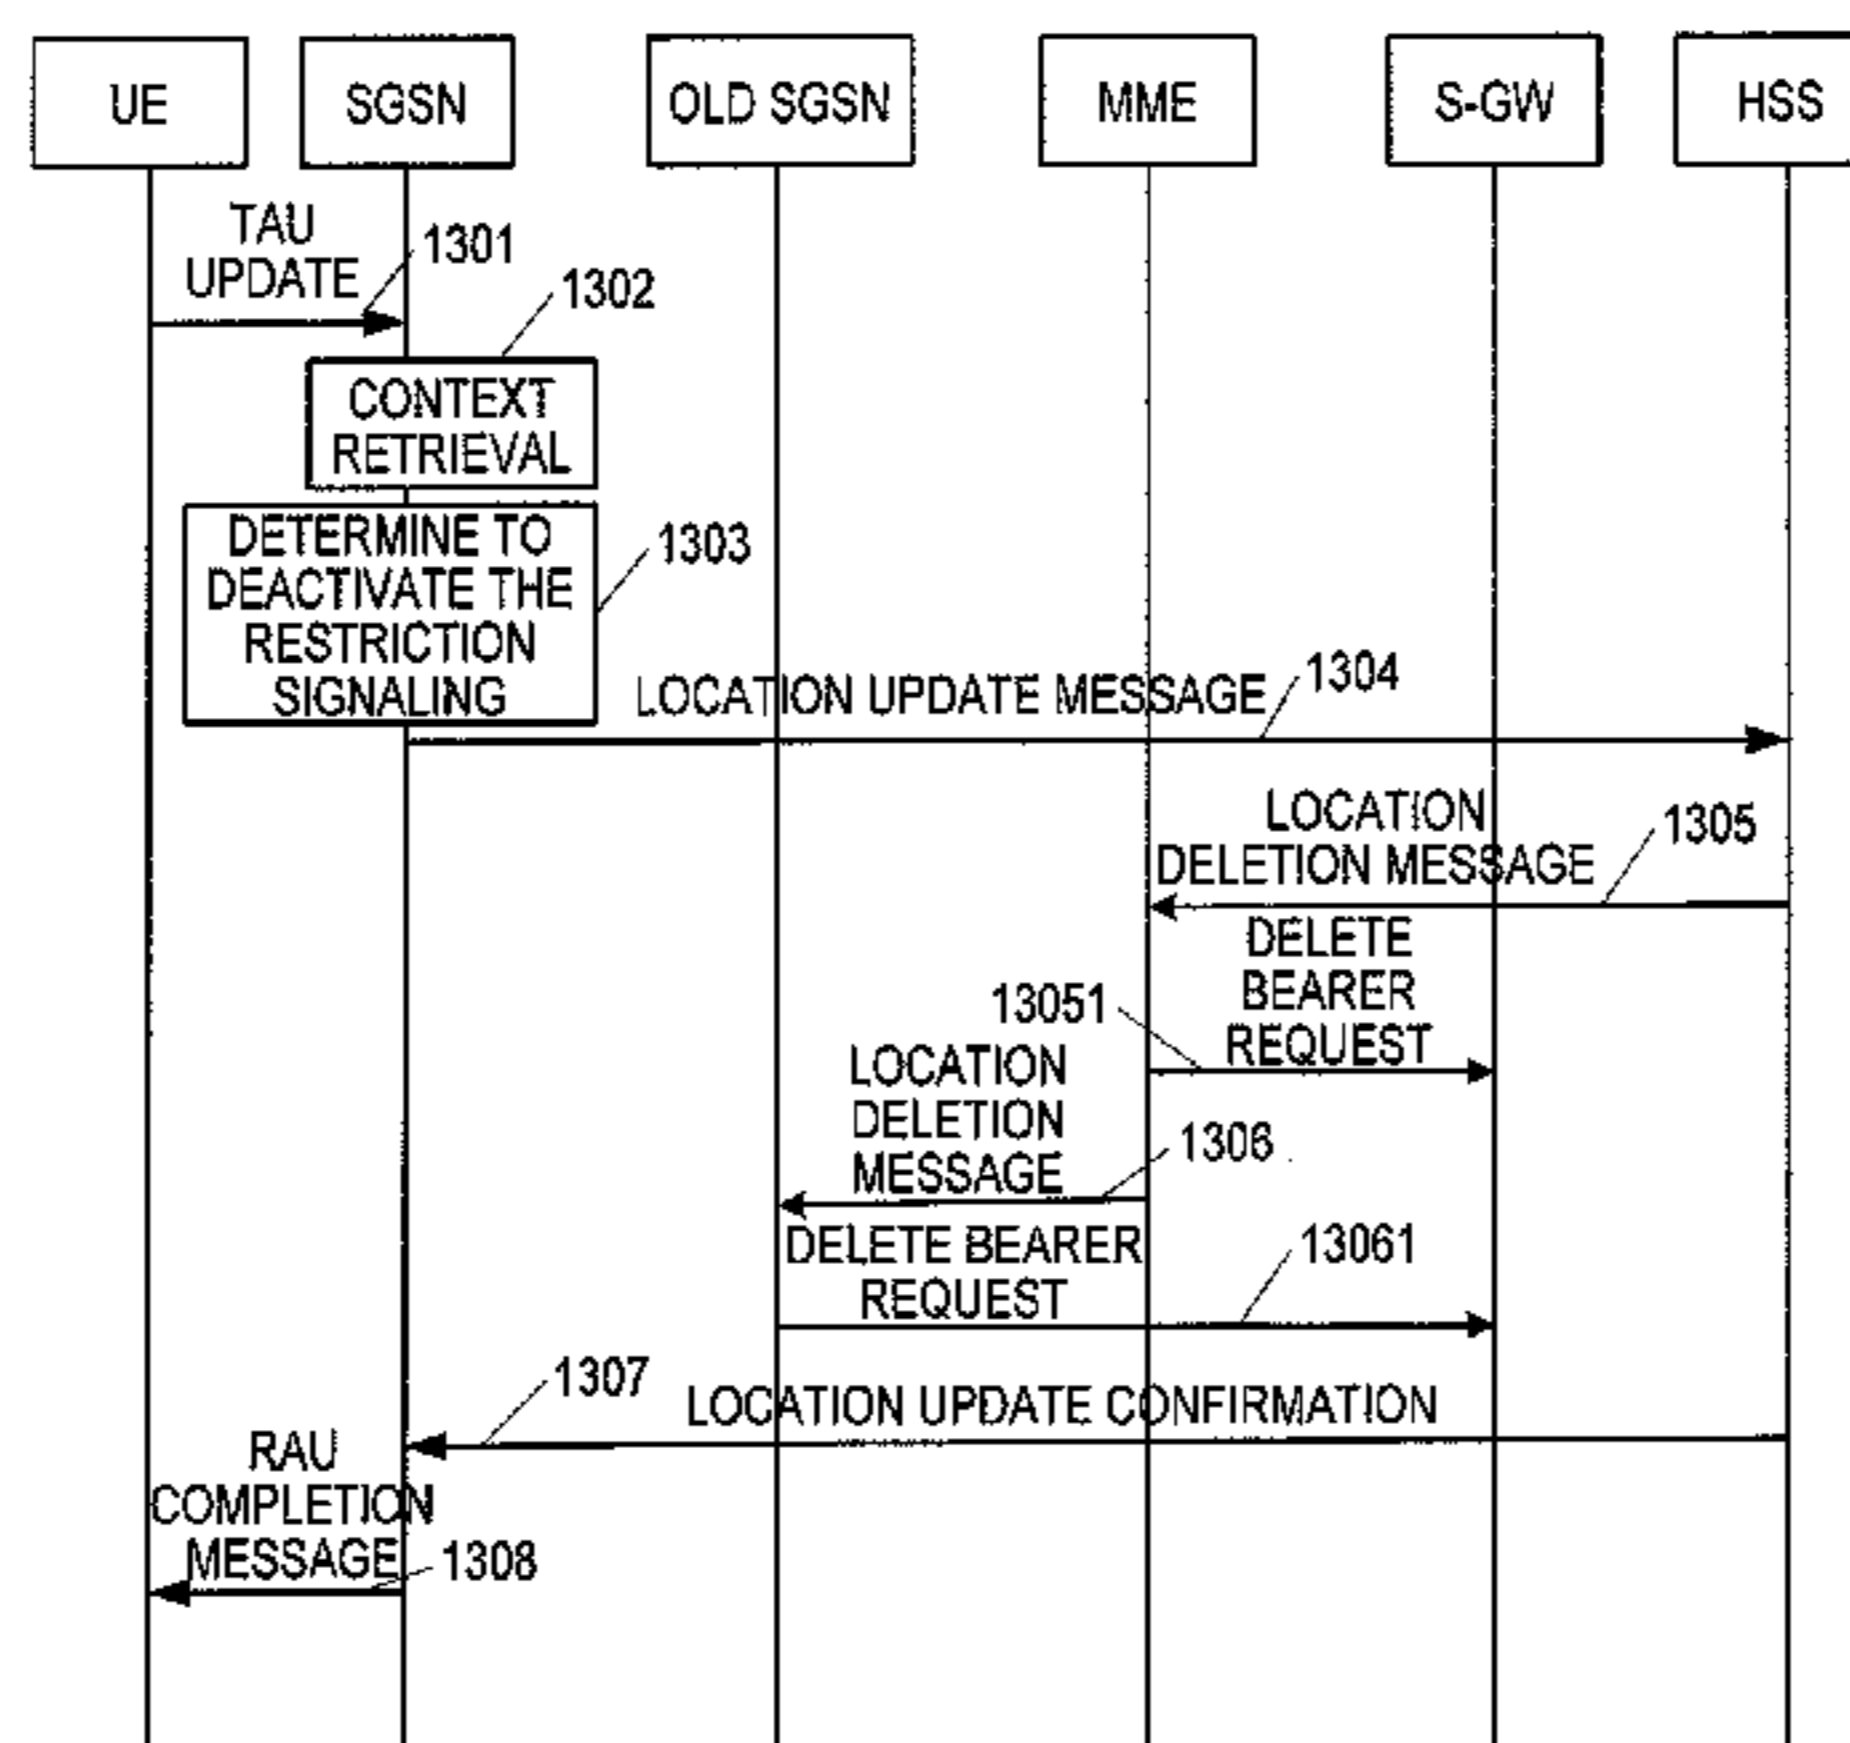 UE
SGSN
OLD SGSN
MME
S-GW
HSS
TAU
UPDATE
1301
1302
CONTEXT
RETRIEVAL
DETERMINE TO
DEACTIVATE THE
RESTRICTION
SIGNALING
1303
LOCATION UPDATE MESSAGE
1304
LOCATION
DELETION MESSAGE
1305
DELETE
BEARER
REQUEST
13051
LOCATION
DELETION
MESSAGE
1306
DELETE BEARER
REQUEST
13061
1307
LOCATION UPDATE CONFIRMATION
RAU
COMPLETION
MESSAGE
1308